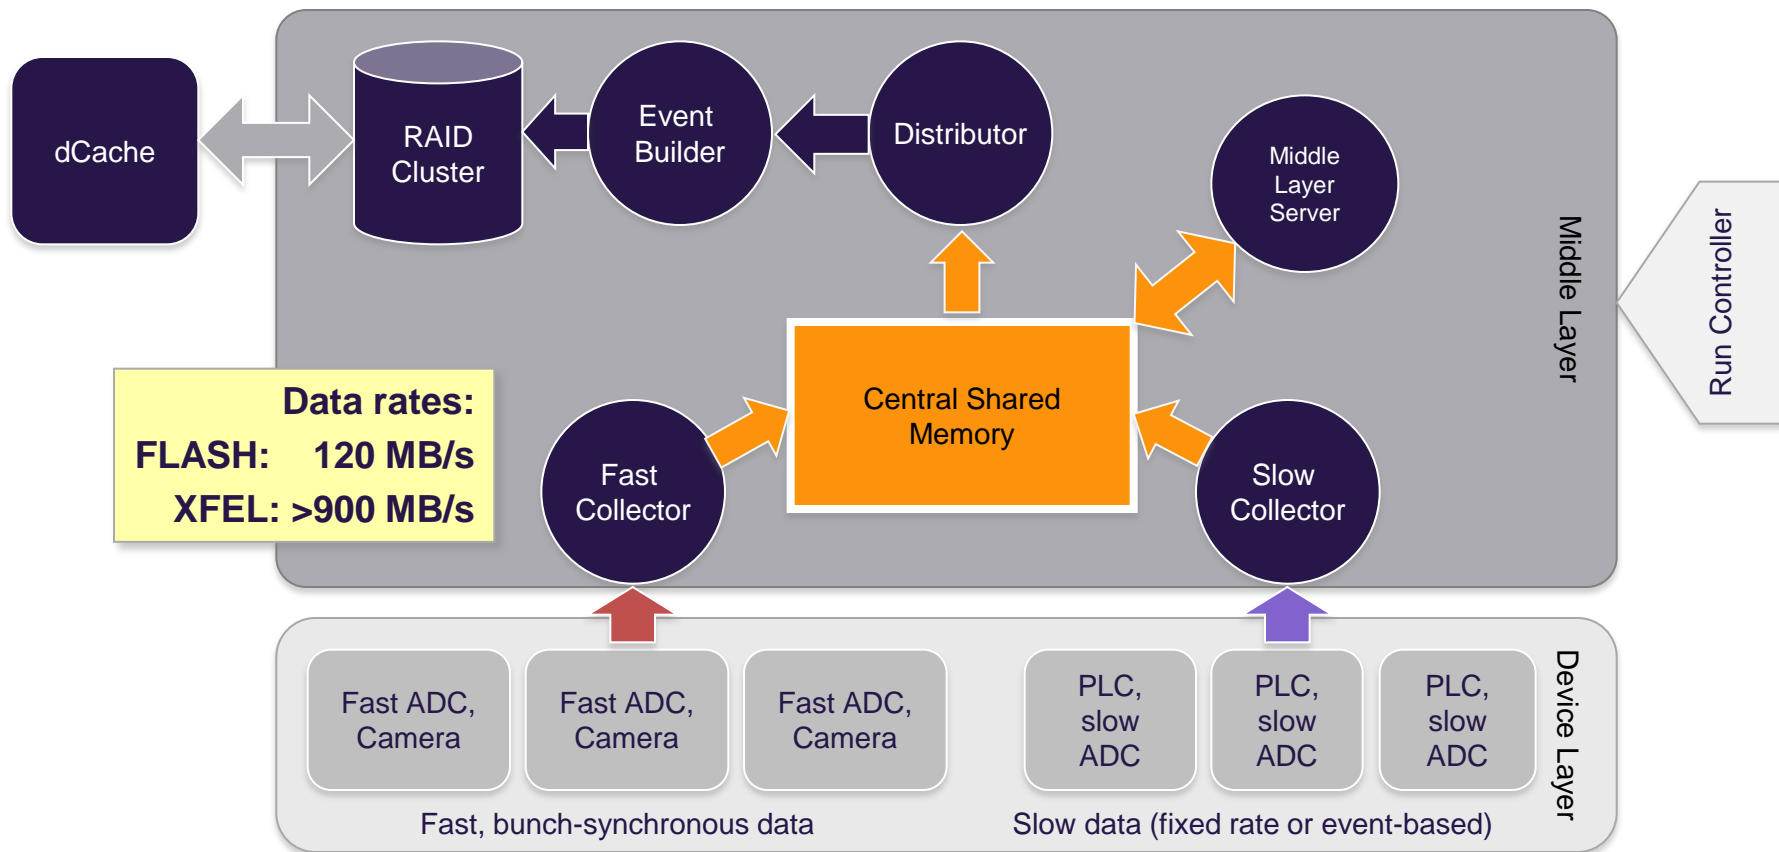 dCache
RAID
Cluster
Event
Builder
Distributor
Middle
Layer
Server
Middle Layer
Run Controller
Data rates:
FLASH: 120 MB/s
XFEL: >900 MB/s
Central Shared
Memory
Fast
Collector
Slow
Collector
Fast ADC,
Camera
Fast ADC,
Camera
Fast ADC,
Camera
PLC,
slow
ADC
PLC,
slow
ADC
PLC,
slow
ADC
Device Layer
Fast, bunch-synchronous data
Slow data (fixed rate or event-based)